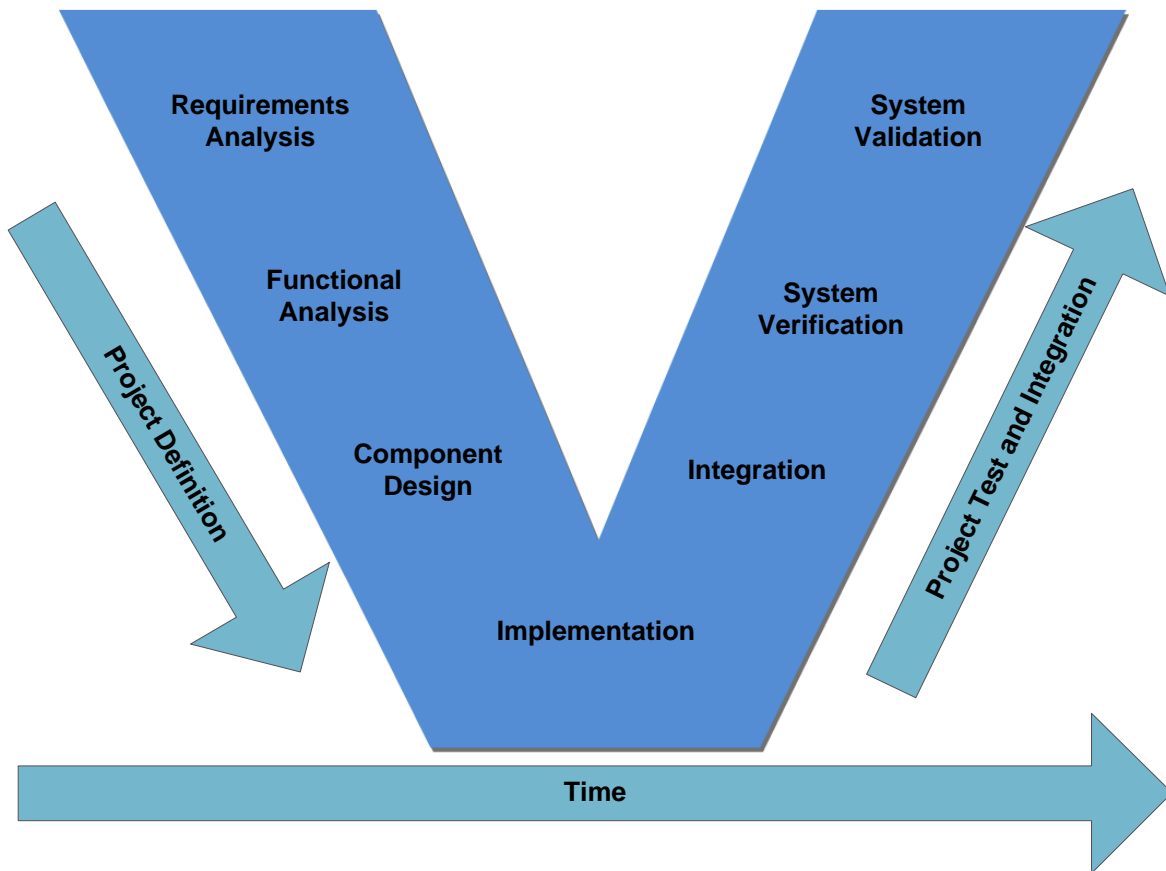 Requirements
Analysis
System
Validation
Functional
Analysis
System
Verification
Project Definition
Component
Design
Integration
Project Test and Integration
Implementation
Time